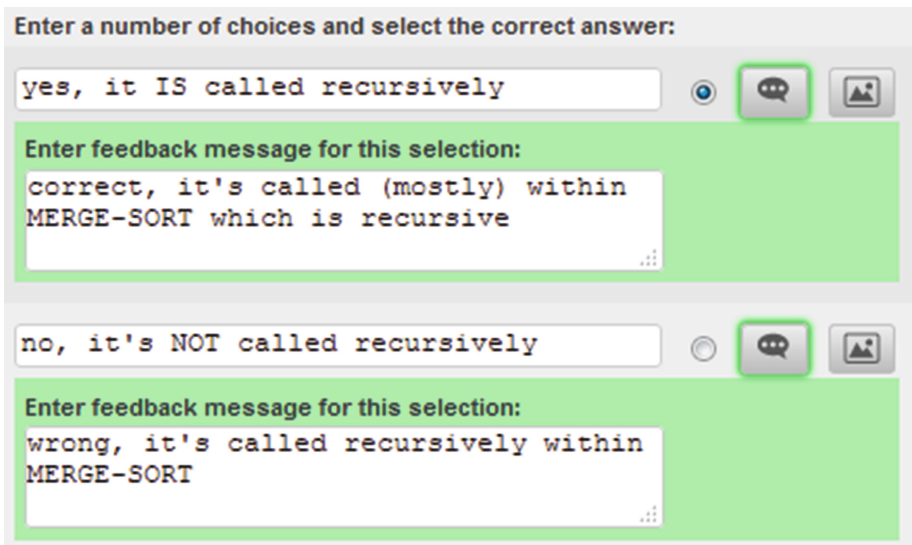 Enter a number of choices and select the correct answer:
yes, it IS called recursively
Enter feedback message for this selection:
correct, it's called (mostly) within
MERGE-SORT which is recursive
no, it's NOT called recursively
Enter feedback message for this selection:
wrong, it's called recursively within
MERGE-SORT